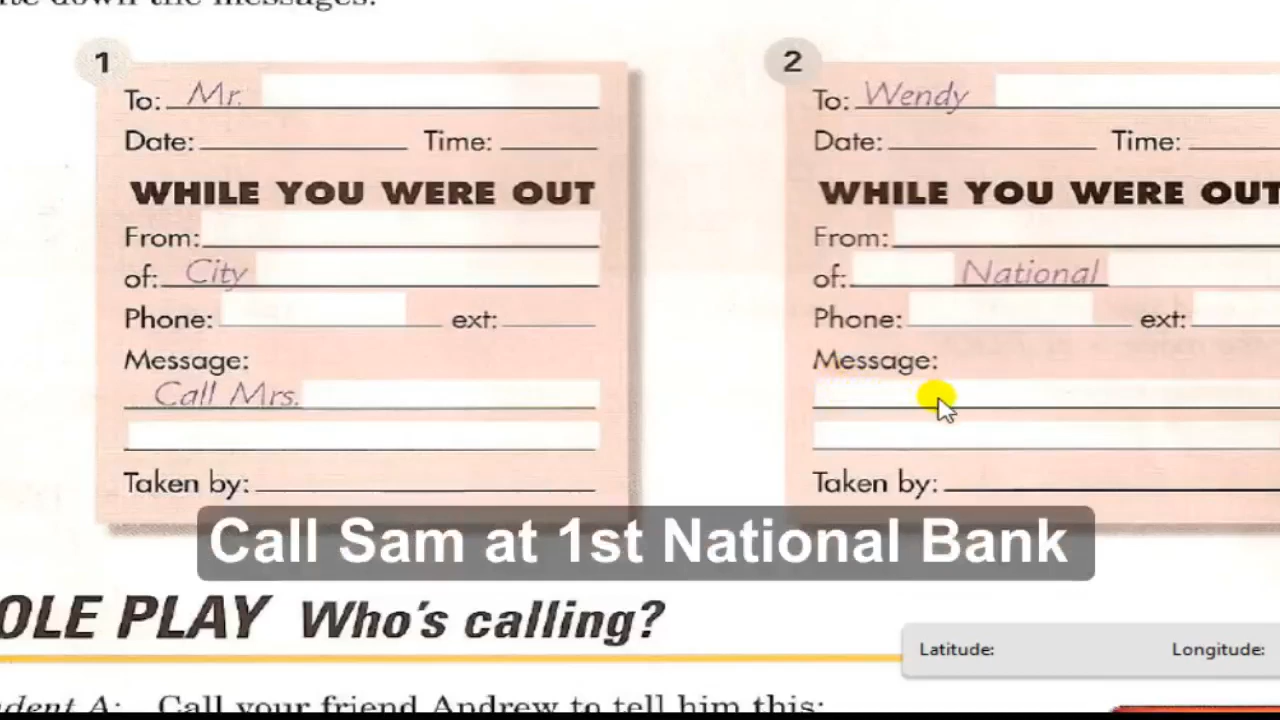 the messages.
1
To: Mr.
Date: Time:
WHILE YOU WERE OUT
From:
of: City
Phone: ext:
Message:
Call Mrs.
Taken by:
2
To: Wendy
Date: Time:
WHILE YOU WERE OUT
From:
of: National
Phone: ext:
Message:
Taken by:
Call Sam at 1st National Bank
OLE PLAY Who's calling?
Latitude: Longitude:
dent A: Call your friend Andrew to tell him this: